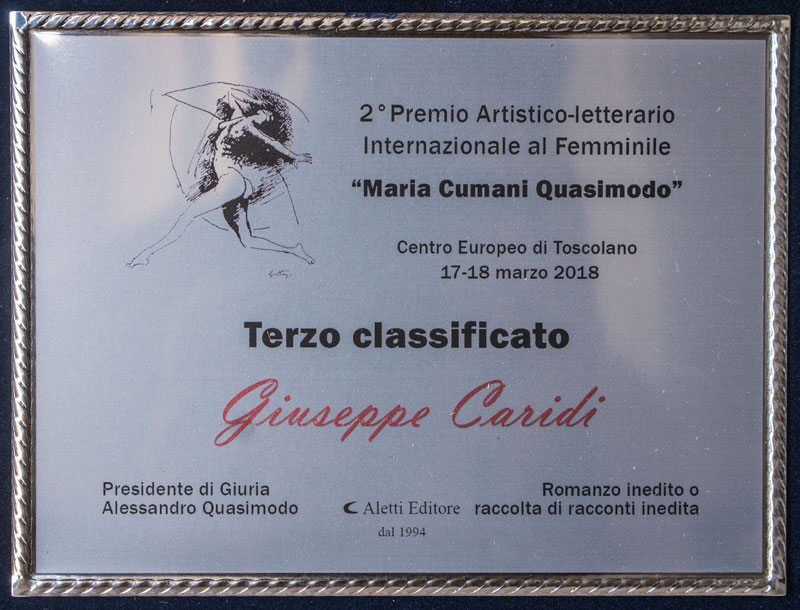 2° Premio Artistico-letterario
Internazionale al Femminile
“Maria Cumani Quasimodo”
Centro Europeo di Toscolano
17-18 marzo 2018
Terzo classificato
Giuseppe Caridi
Presidente di Giuria
Alessandro Quasimodo
Aletti Editore
dal 1994
Romanzo inedito o
raccolta di racconti inedita